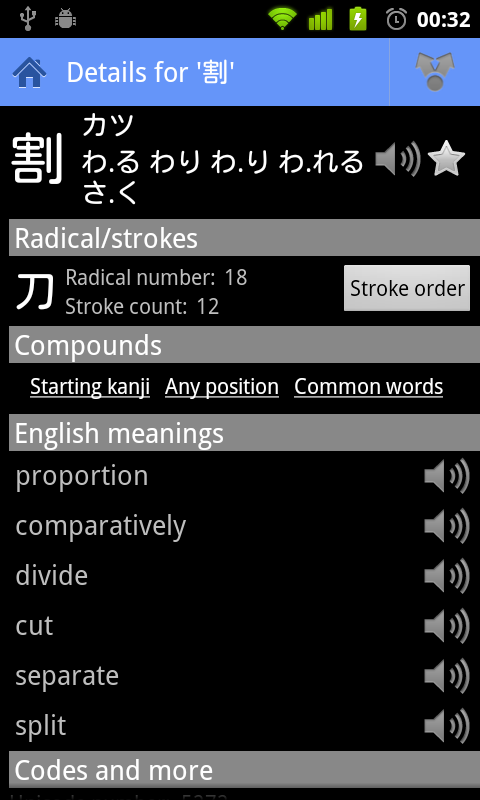 00:32
Details for '割'
割
カツ
わ.る わり わ.り わ.れる
さ.く
Radical/strokes
刀
Radical number: 18
Stroke count: 12
Stroke order
Compounds
Starting kanji Any position Common words
English meanings
proportion
comparatively
divide
cut
separate
split
Codes and more